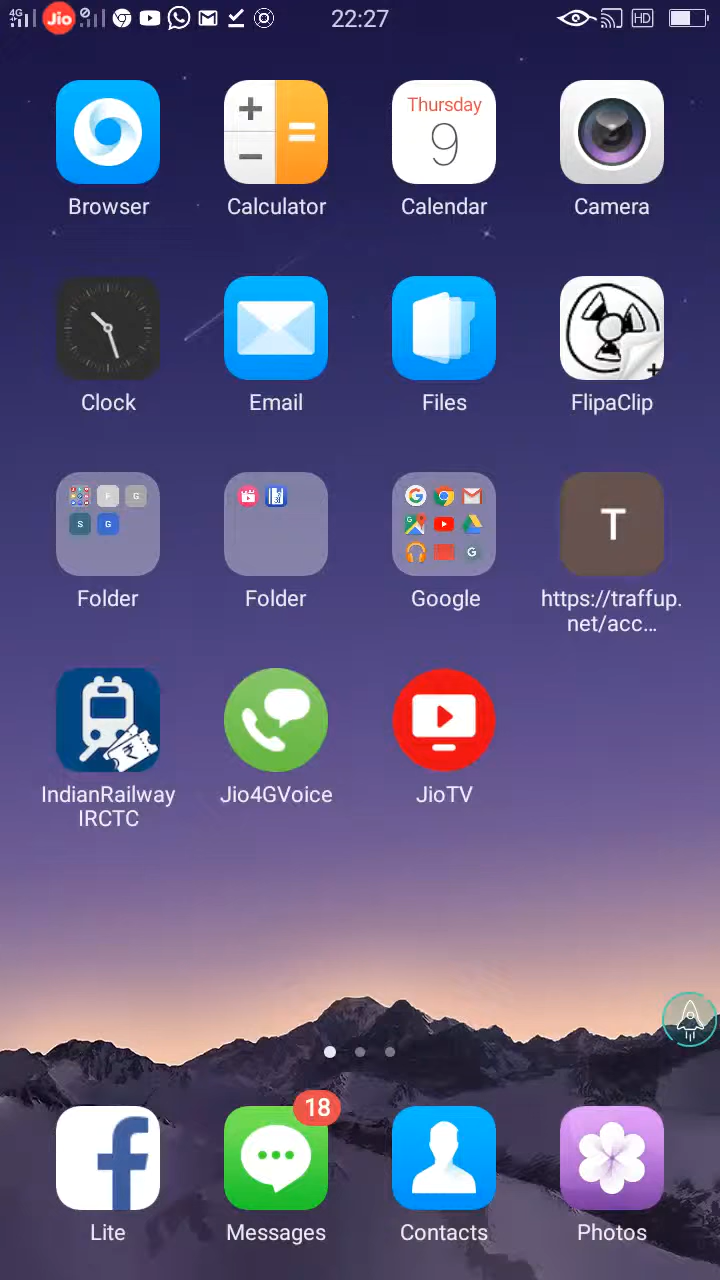 4G
Jio
22:27
HD
Thursday
9
Browser
Calculator
Calendar
Camera
Clock
Email
Files
FlipaClip
Folder
Folder
Google
T
https://traffup.
net/acc...
IndianRailway
IRCTC
Jio4GVoice
JioTV
18
Lite
Messages
Contacts
Photos